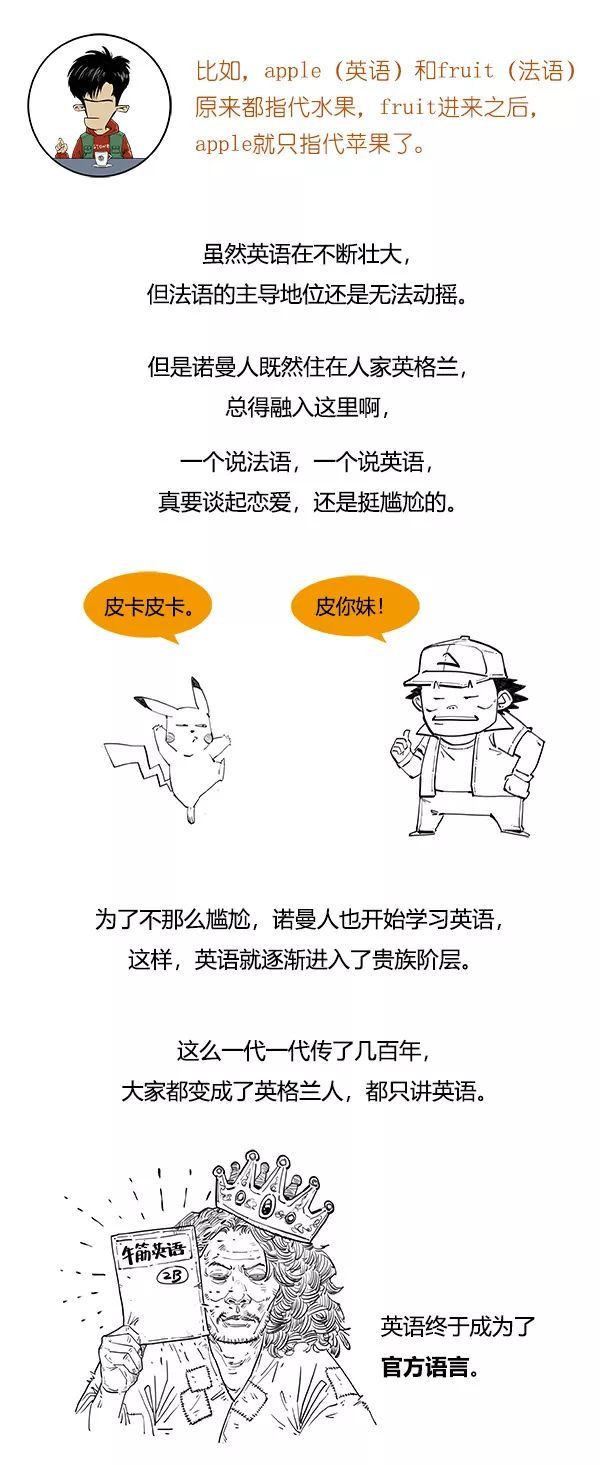 比如，apple（英语）和fruit（法语）
原来都指代水果，fruit进来之后，
apple就只指代苹果了。
虽然英语在不断壮大，
但法语的主导地位还是无法动摇。
但是诺曼人既然住在人家英格兰，
总得融入这里啊，
一个说法语，一个说英语，
真要谈起恋爱，还是挺尴尬的。
皮卡皮卡。
皮你妹！
为了不那么尴尬，诺曼人也开始学习英语，
这样，英语就逐渐进入了贵族阶层。
这么一代一代传了几百年，
大家都变成了英格兰人，都只讲英语。
牛筋英语
2B
英语终于成为了
官方语言。